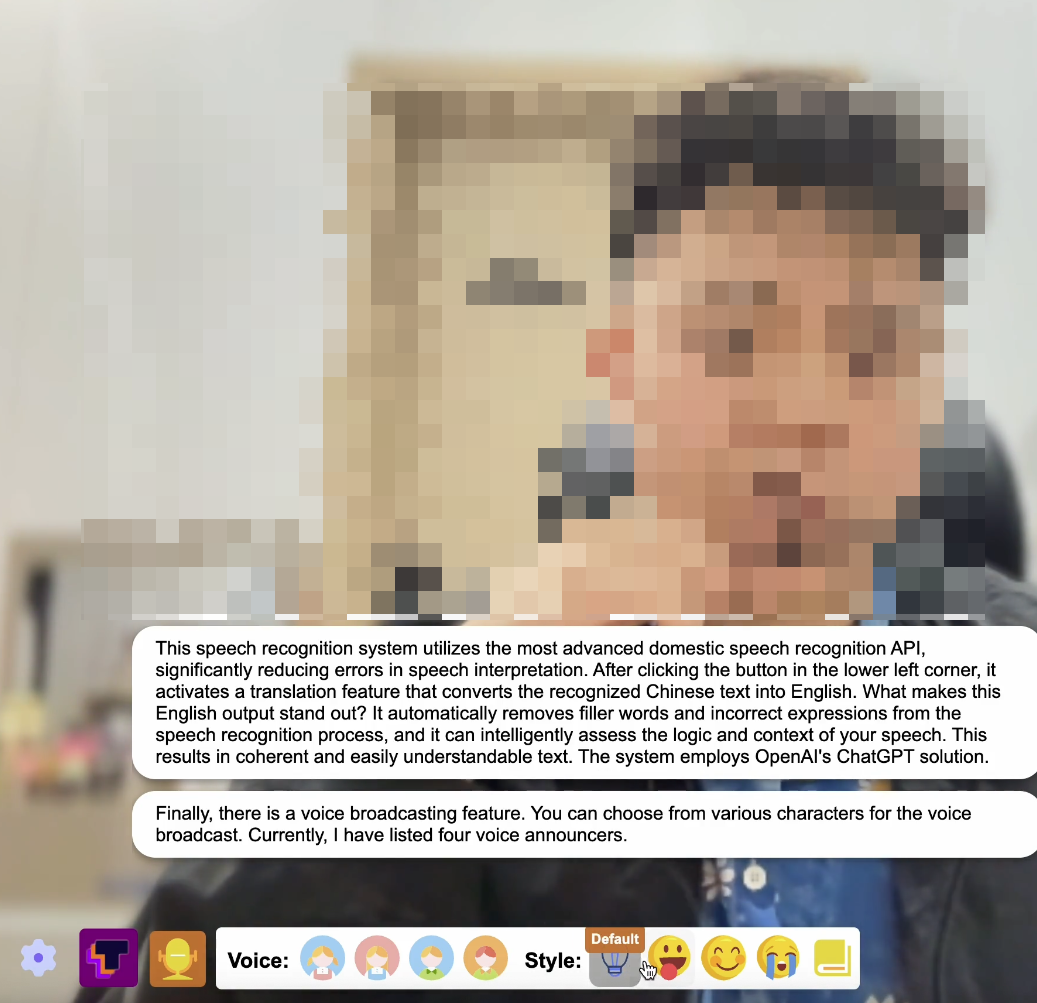 This speech recognition system utilizes the most advanced domestic speech recognition API,
significantly reducing errors in speech interpretation. After clicking the button in the lower left corner, it
activates a translation feature that converts the recognized Chinese text into English. What makes this
English output stand out? It automatically removes filler words and incorrect expressions from the
speech recognition process, and it can intelligently assess the logic and context of your speech. This
results in coherent and easily understandable text. The system employs OpenAI's ChatGPT solution.
Finally, there is a voice broadcasting feature. You can choose from various characters for the voice
broadcast. Currently, I have listed four voice announcers.
Default
Voice: Style: